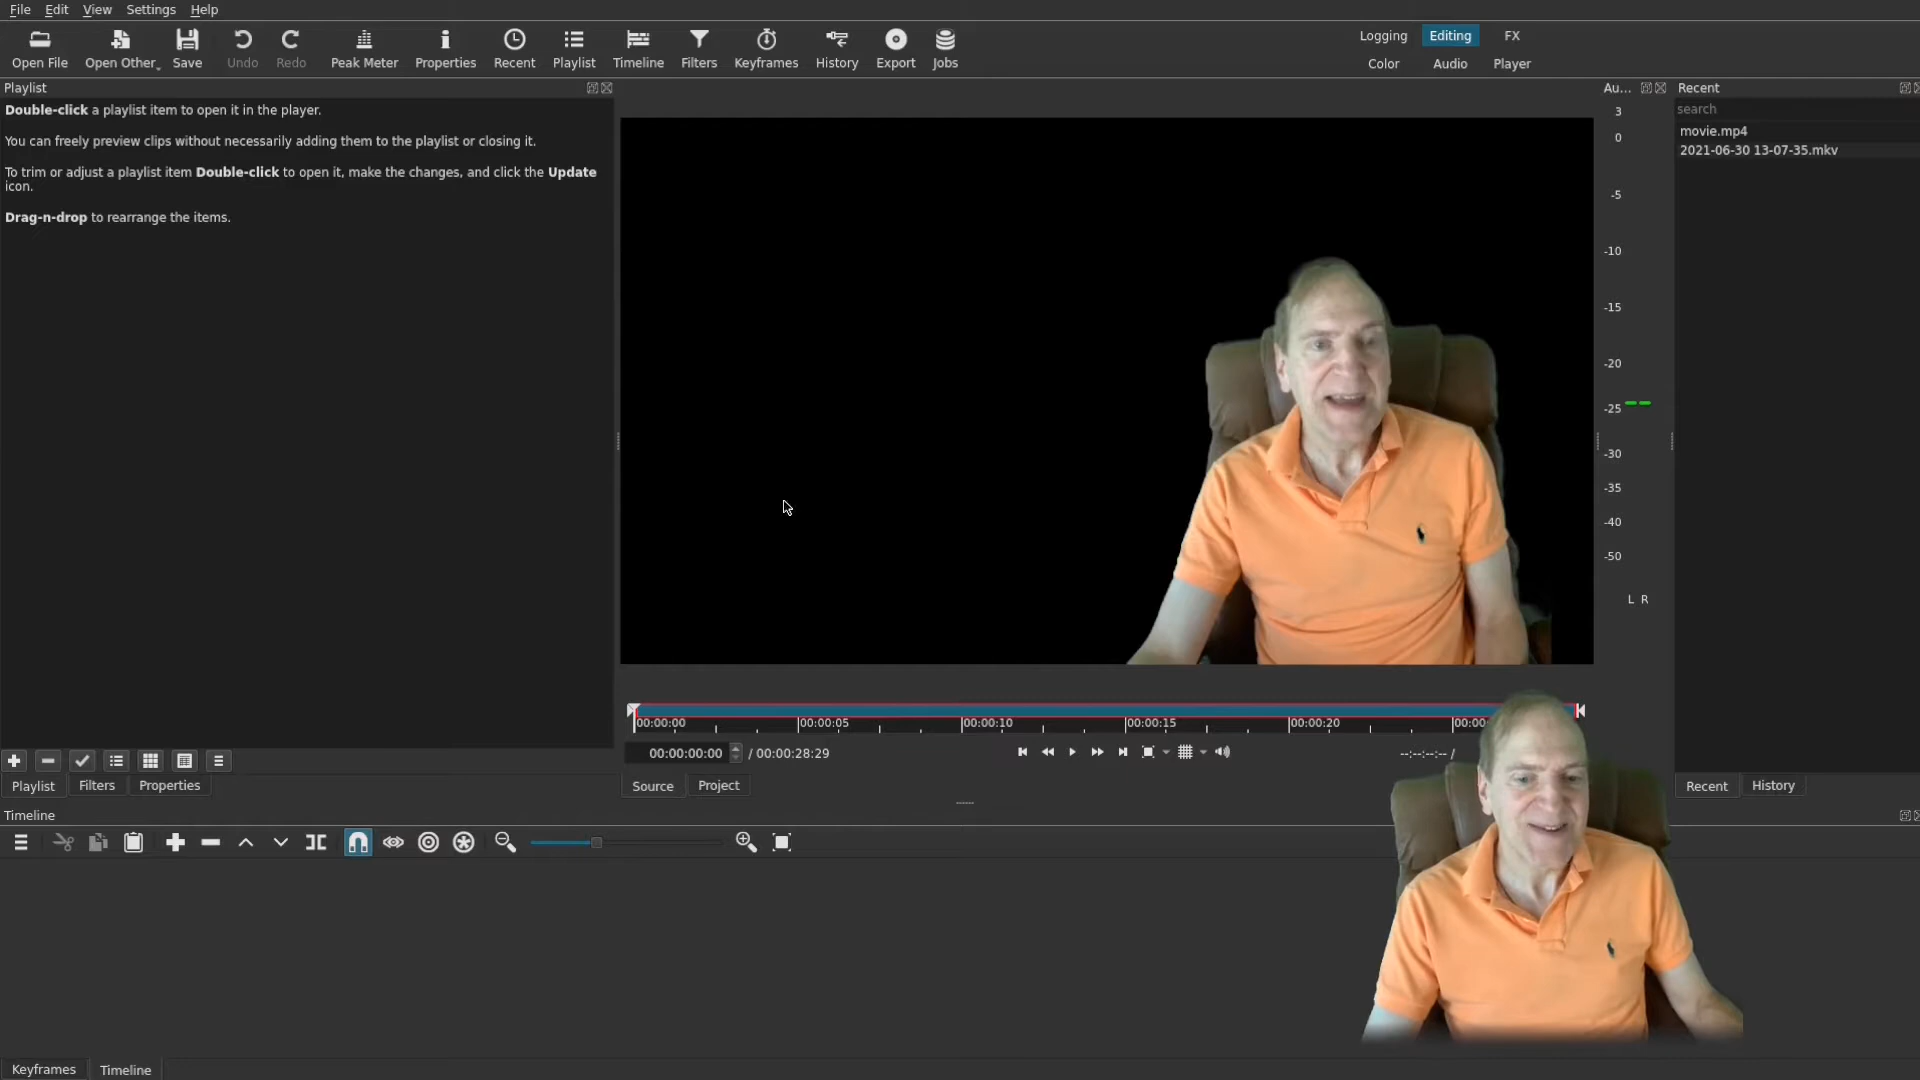 File Edit View Settings Help
Open File Open Other Save Undo Redo Peak Meter Properties Recent Playlist Timeline Filters Keyframes History Export Jobs
Logging Editing FX
Color Audio Player
Playlist
Double-click a playlist item to open it in the player.
You can freely preview clips without necessarily adding them to the playlist or closing it.
To trim or adjust a playlist item Double-click to open it, make the changes, and click the Update
icon.
Drag-n-drop to rearrange the items.
Au...
3
0
-5
-10
-15
-20
-25
-30
-35
-40
-50
L R
Recent
search
movie.mp4
2021-06-30 13-07-35.mkv
00:00:00 00:00:05 00:00:10 00:00:15 00:00:20 00:00:
00:00:00:00 / 00:00:28:29 --:--:--:-- /
Playlist Filters Properties
Source Project
Recent History
Timeline
Keyframes Timeline